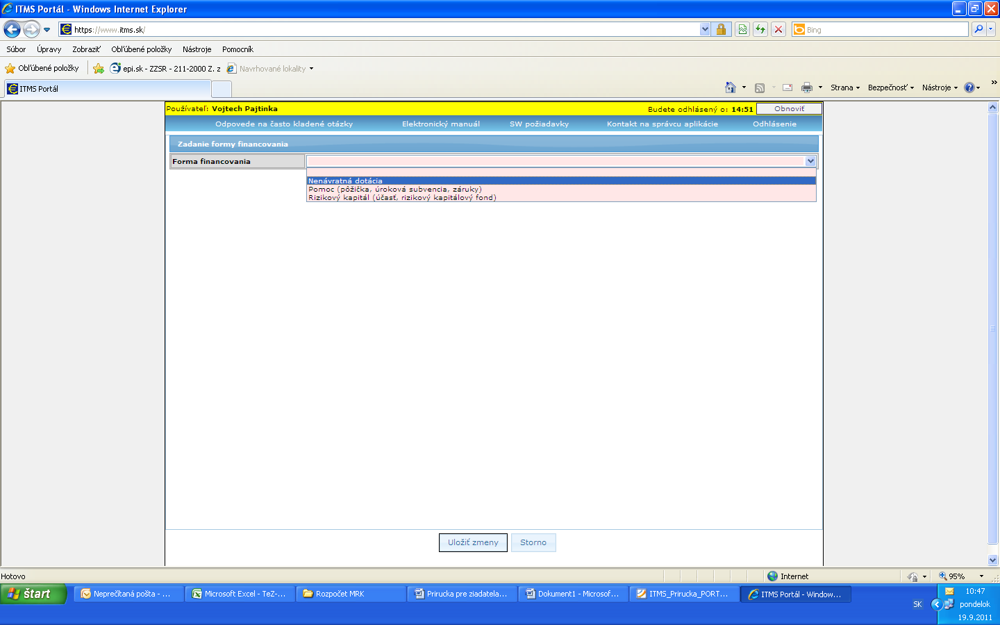 ITMS Portál - Windows Internet Explorer
https://www.itms.sk/
Bing
Súbor Úpravy Zobraziť Obľúbené položky Nástroje Pomocník
Obľúbené položky epi.sk - ZZSR - 211-2000 Z. z Navrhované lokality
ITMS Portál
Strana Bezpečnosť Nástroje
Používateľ: Vojtech Pajtinka Budete odhlásený o: 14:51 Obnoviť
Odpovede na často kladené otázky Elektronický manuál SW požiadavky Kontakt na správcu aplikácie Odhlásenie
Zadanie formy financovania
Forma financovania
Nenávratná dotácia
Pomoc (pôžička, úroková subvencia, záruky)
Rizikový kapitál (účasť, rizikový kapitálový fond)
Uložiť zmeny Storno
Hotovo Internet 95%
štart Neprečítaná pošta - ... Microsoft Excel - TeZ-... Rozpočet MRK Prirucka pre ziadatela... Dokument1 - Microsof... ITMS_Prirucka_PORT... ITMS Portál - Window... SK
10:47
pondelok
19.9.2011